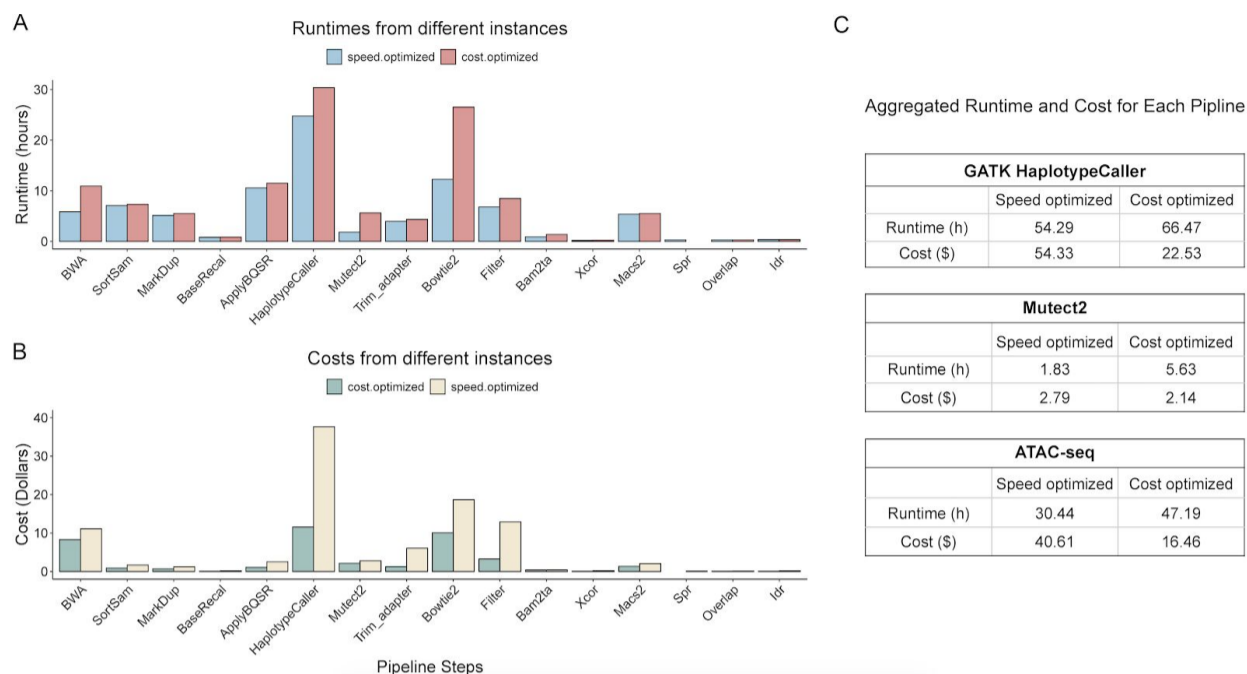 A
Runtimes from different instances
speed.optimized cost.optimized
Runtime (hours)
30
20
10
0
BWA
SortSam
MarkDup
BaseRecal
ApplyBQSR
HaplotypeCaller
Mutect2
Trim_adapter
Bowtie2
Filter
Bam2ta
Xcor
Macs2
Spr
Overlap
Idr
B
Costs from different instances
cost.optimized speed.optimized
Cost (Dollars)
40
30
20
10
0
BWA
SortSam
MarkDup
BaseRecal
ApplyBQSR
HaplotypeCaller
Mutect2
Trim_adapter
Bowtie2
Filter
Bam2ta
Xcor
Macs2
Spr
Overlap
Idr
Pipeline Steps
C
Aggregated Runtime and Cost for Each Pipline
GATK HaplotypeCaller
Speed optimized Cost optimized
Runtime (h) 54.29 66.47
Cost ($) 54.33 22.53
Mutect2
Speed optimized Cost optimized
Runtime (h) 1.83 5.63
Cost ($) 2.79 2.14
ATAC-seq
Speed optimized Cost optimized
Runtime (h) 30.44 47.19
Cost ($) 40.61 16.46